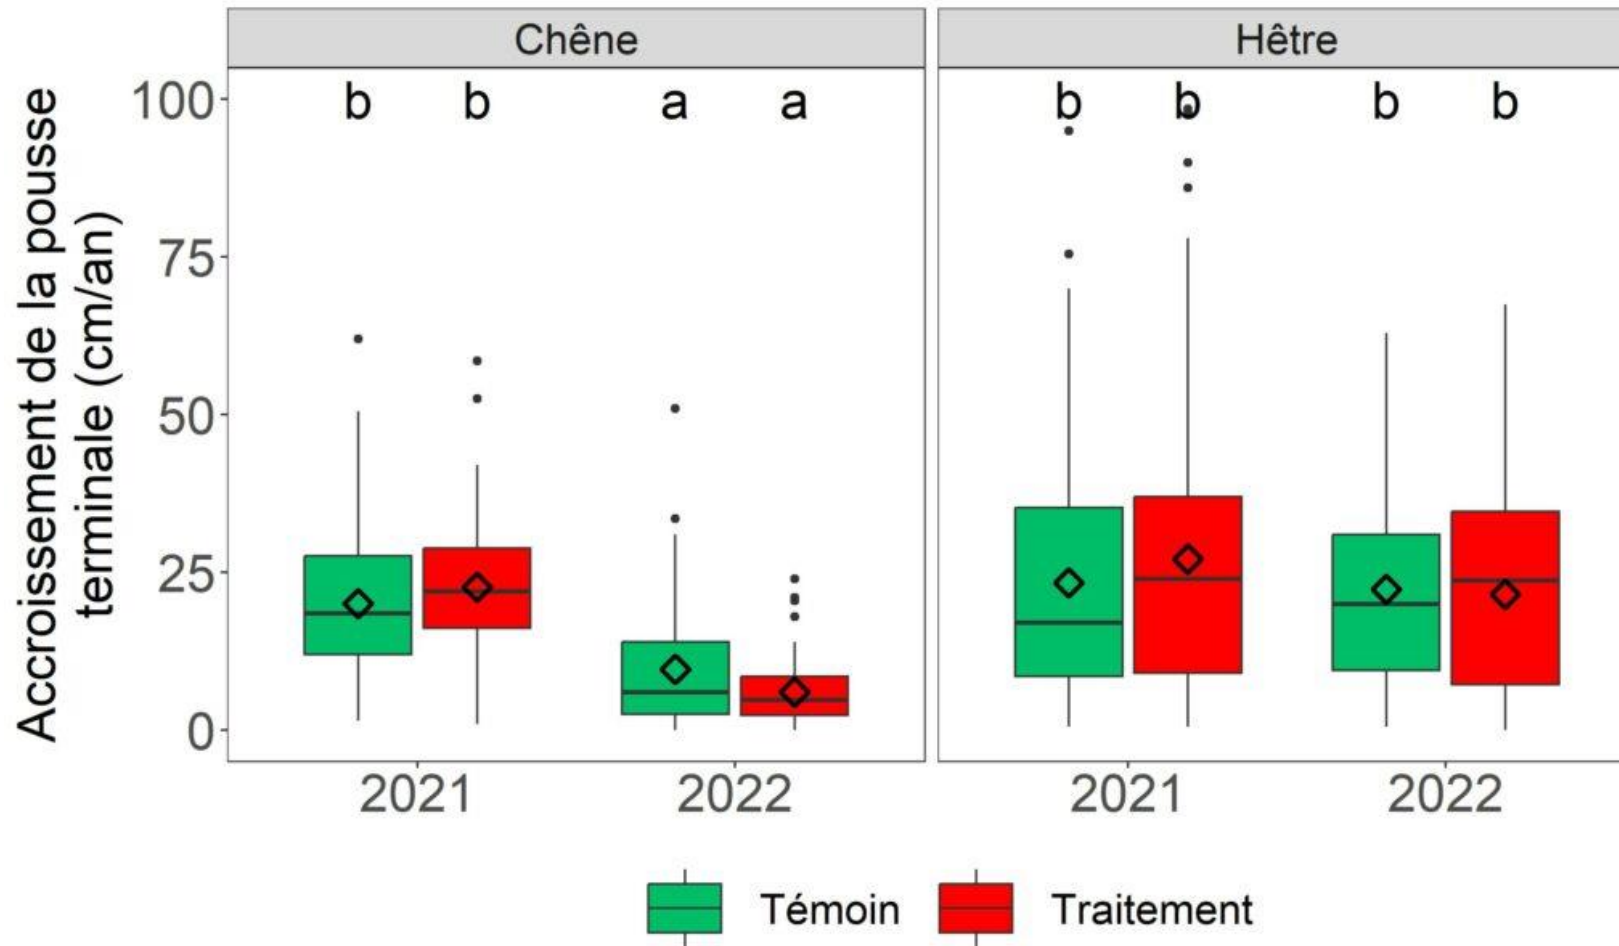 Chêne
Hêtre
Accroissement de la pousse
terminale (cm/an)
100
75
50
25
0
b b a a
b b b b
2021 2022
2021 2022
Témoin Traitement